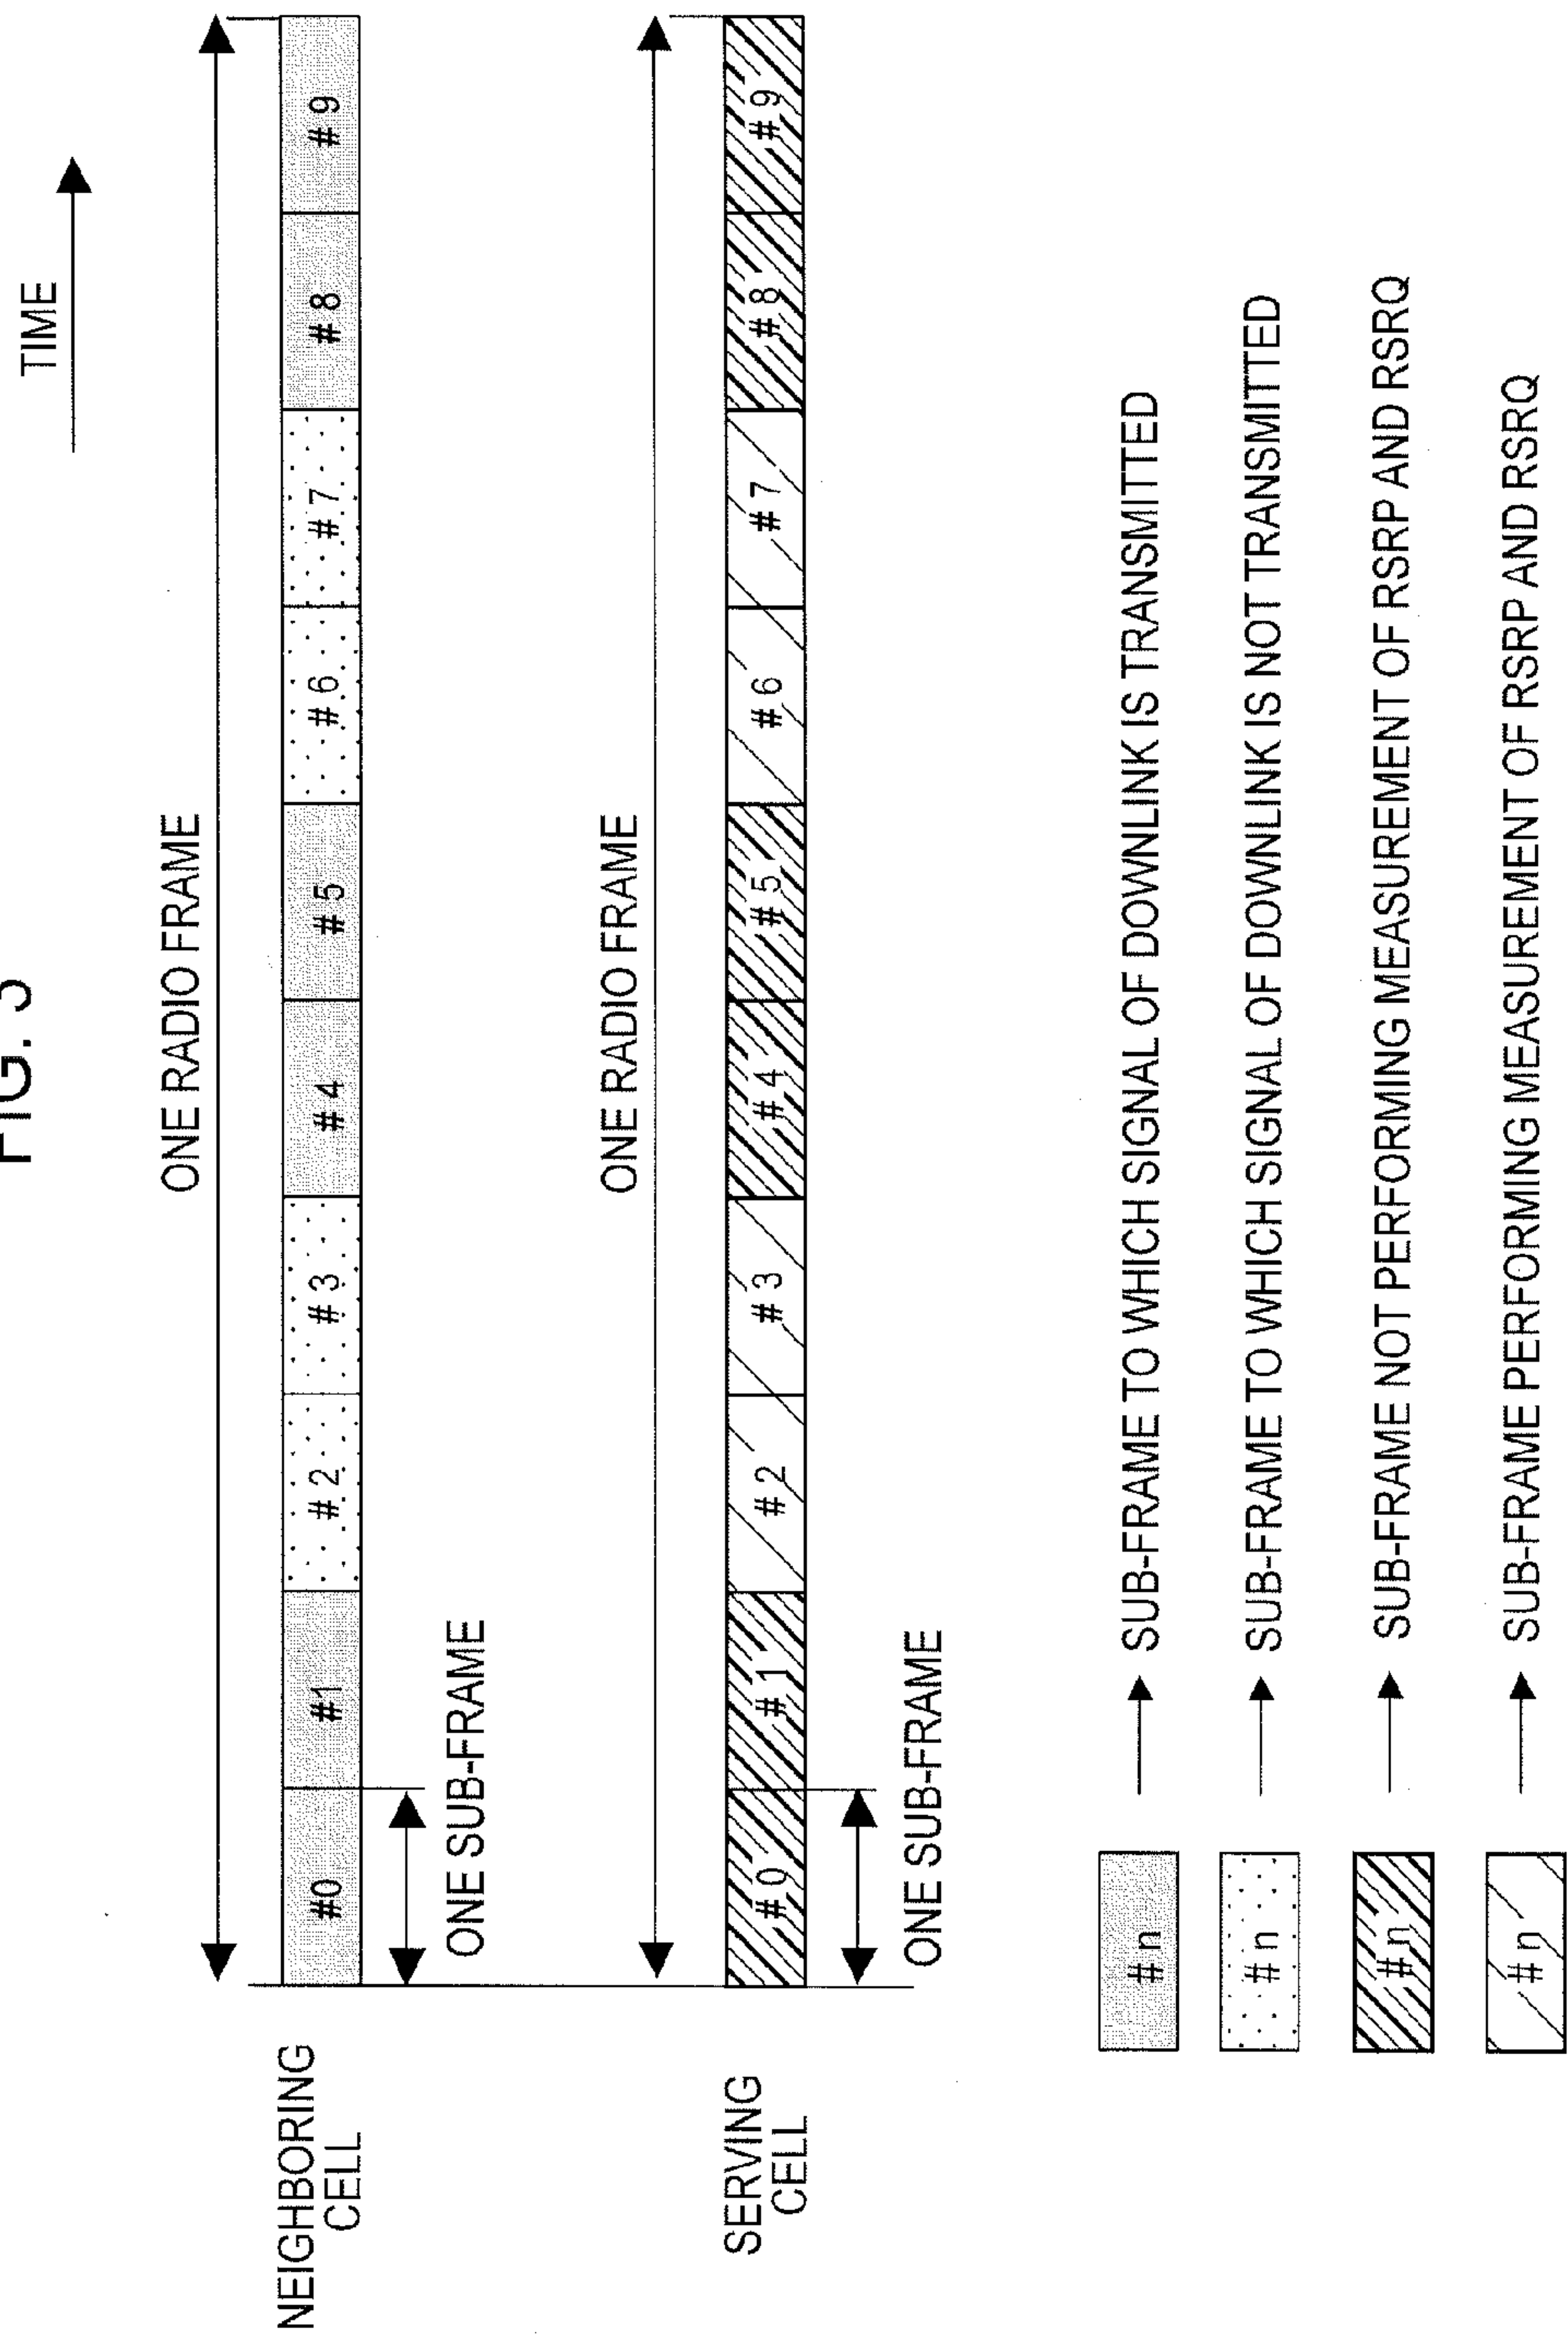 FIG.
TIME
ONE RADIO FRAME
NEIGHBORING
CELL
#0 #1 #2 #3 #4 #5 #6 #7 #8 #9
ONE SUB-FRAME
ONE RADIO FRAME
SERVING
CELL
#0 #1 #2 #3 #4 #5 #6 #7 #8 #9
ONE SUB-FRAME
#n SUB-FRAME TO WHICH SIGNAL OF DOWNLINK IS TRANSMITTED
#n SUB-FRAME TO WHICH SIGNAL OF DOWNLINK IS NOT TRANSMITTED
#n SUB-FRAME NOT PERFORMING MEASUREMENT OF RSRP AND RSRQ
#n SUB-FRAME PERFORMING MEASUREMENT OF RSRP AND RSRQ